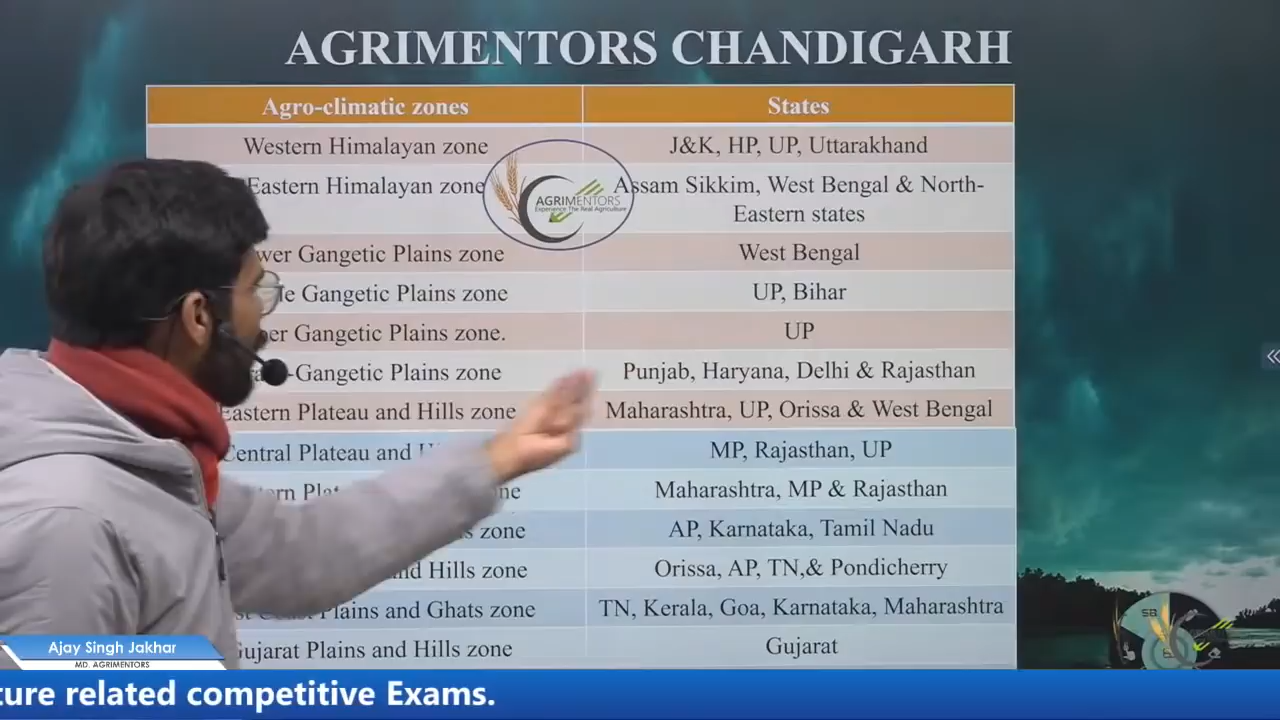 AGRIMENTORS CHANDIGARH
Agro-climatic zones States
Western Himalayan zone J&K, HP, UP, Uttarakhand
Eastern Himalayan zone Assam Sikkim, West Bengal & North-
Eastern states
AGRIMENTORS
Experience The Real Agriculture
Gangetic Plains zone West Bengal
Gangetic Plains zone UP, Bihar
Gangetic Plains zone. UP
-Gangetic Plains zone Punjab, Haryana, Delhi & Rajasthan
Eastern Plateau and Hills zone Maharashtra, UP, Orissa & West Bengal
Central Plateau and MP, Rajasthan, UP
Maharashtra, MP & Rajasthan
zone AP, Karnataka, Tamil Nadu
Hills zone Orissa, AP, TN,& Pondicherry
Plains and Ghats zone TN, Kerala, Goa, Karnataka, Maharashtra
Gujarat Plains and Hills zone Gujarat
Ajay Singh Jakhar
MD. AGRIMENTORS
related competitive Exams.